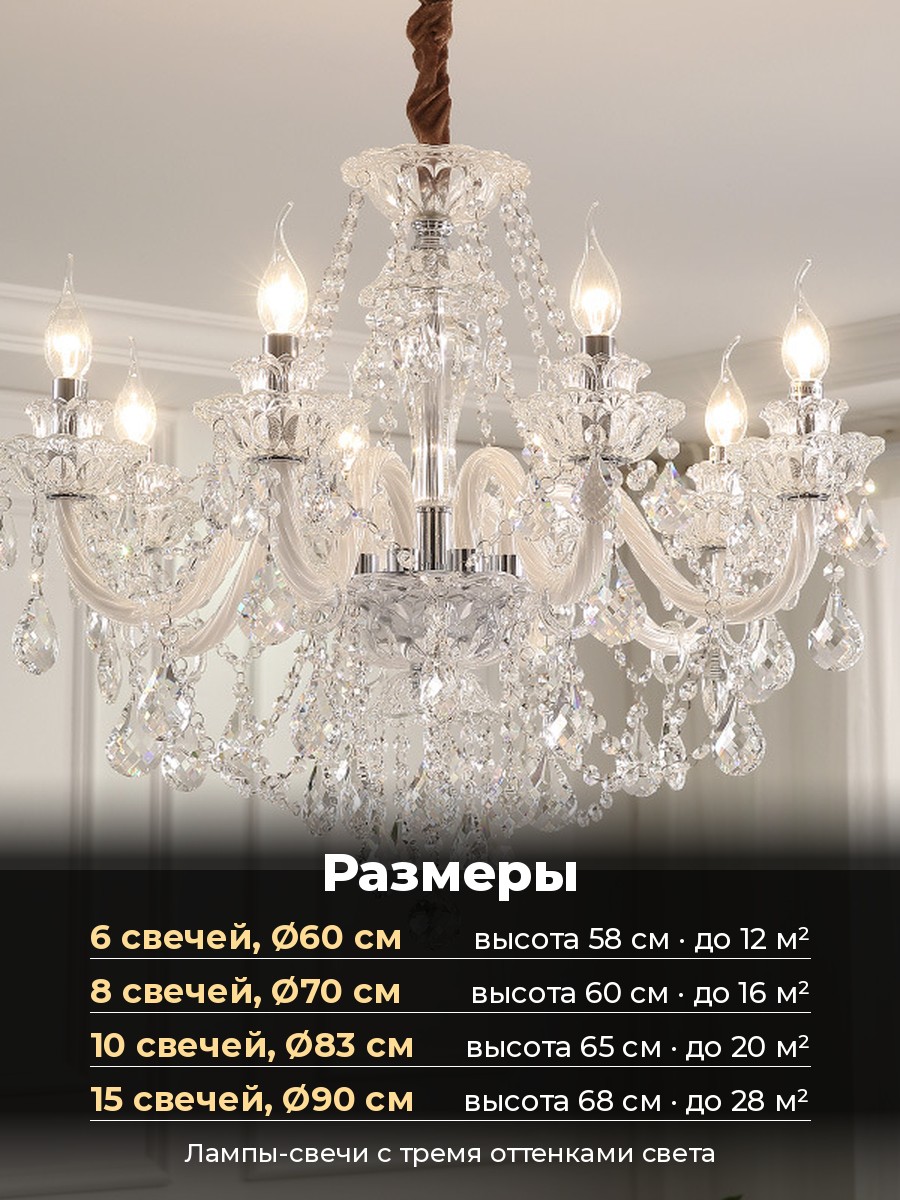 Размеры
6 свечей, Ø60 см высота 58 см · до 12 м²
8 свечей, Ø70 см высота 60 см · до 16 м²
10 свечей, Ø83 см высота 65 см · до 20 м²
15 свечей, Ø90 см высота 68 см · до 28 м²
Лампы-свечи с тремя оттенками света